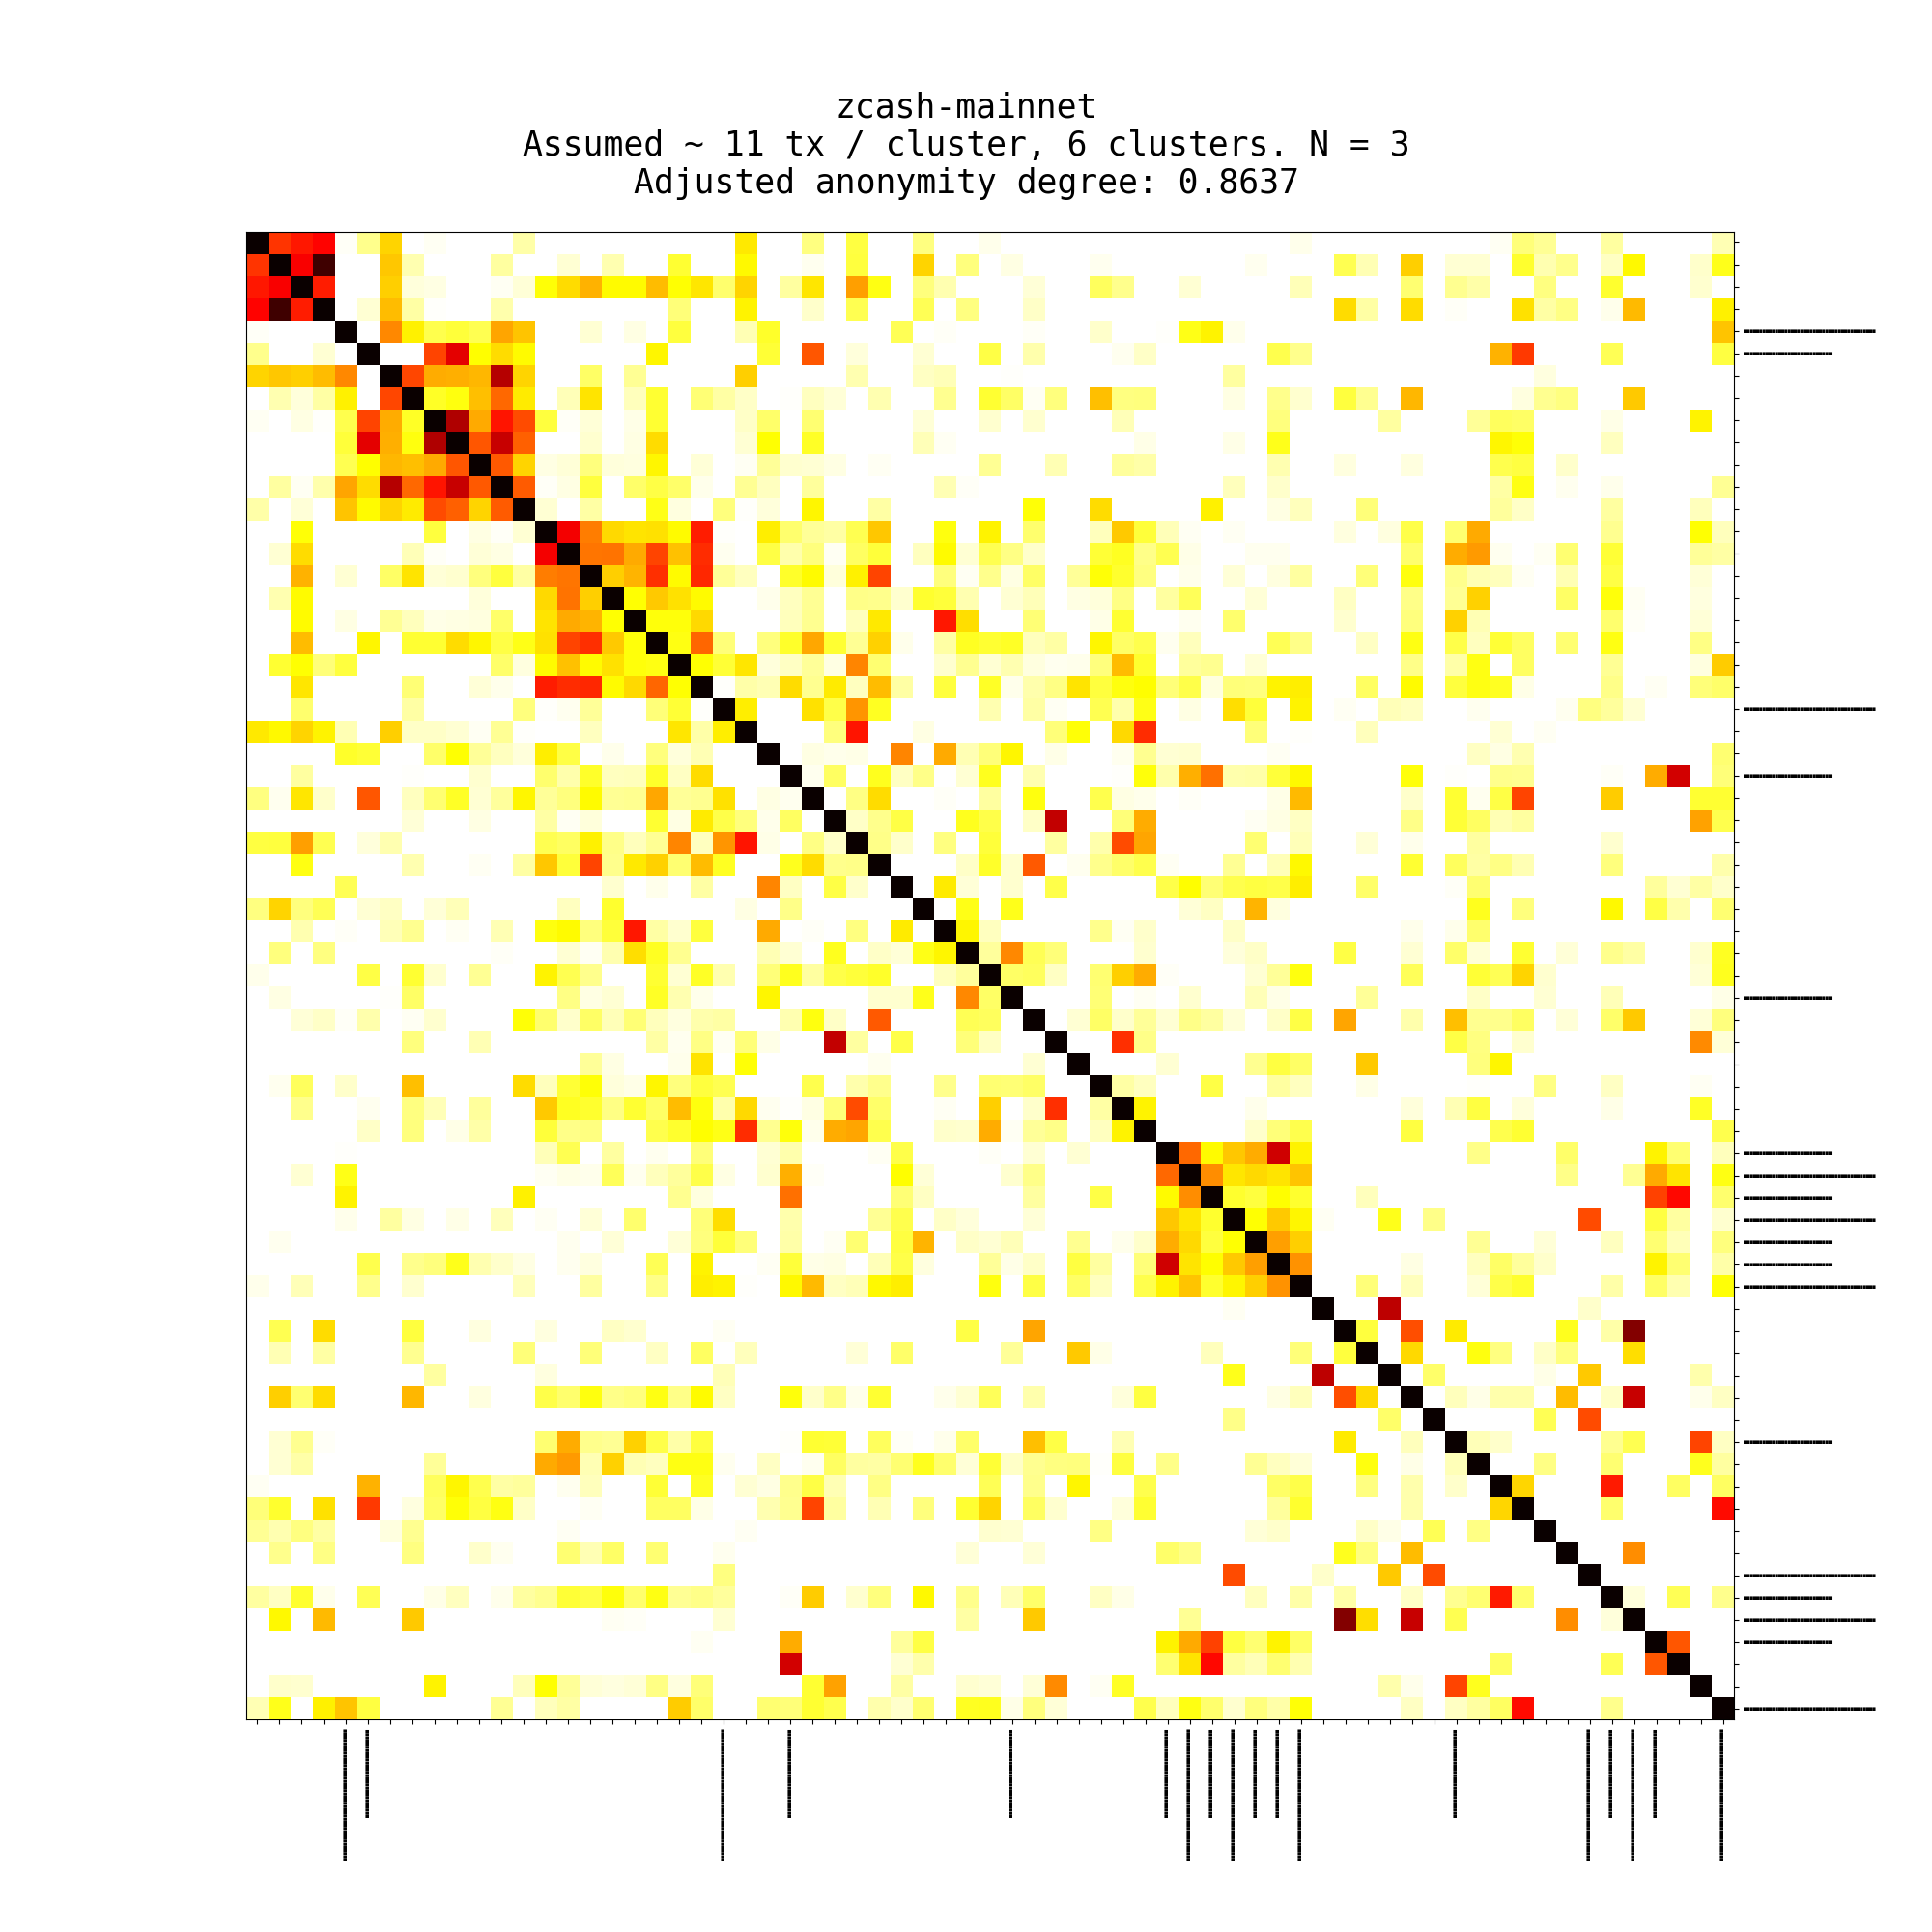 zcash-mainnet
Assumed ~ 11 tx / cluster, 6 clusters. N = 3
Adjusted anonymity degree: 0.8637